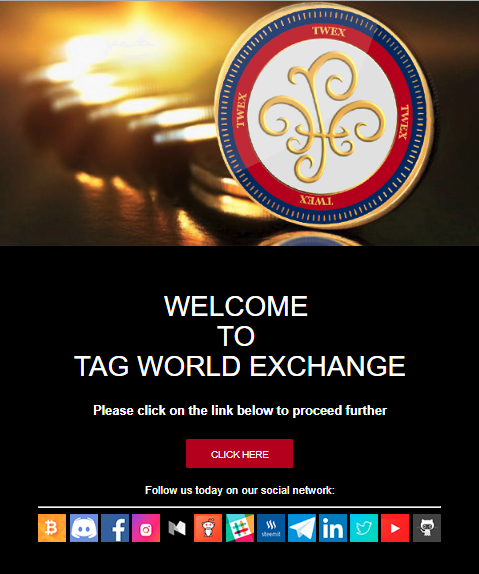 TWEX
TWEX
TWEX
TWEX
WELCOME
TO
TAG WORLD EXCHANGE
Please click on the link below to proceed further
CLICK HERE
Follow us today on our social network:
steemit